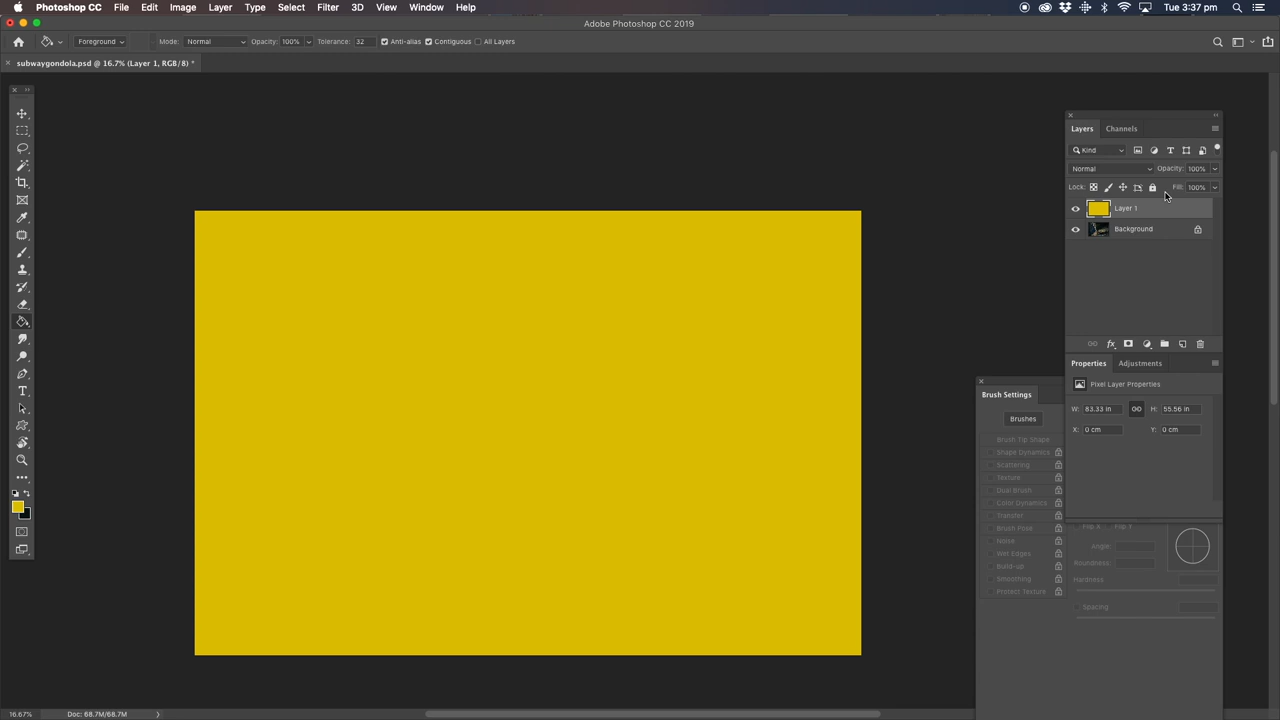 Photoshop CC File Edit Image Layer Type Select Filter 3D View Window Help Tue 3:37 pm
Adobe Photoshop CC 2019
Foreground Mode: Normal Opacity: 100% Tolerance: 32 Anti-alias Contiguous All Layers
subwaygondola.psd @ 16.7% (Layer 1, RGB/8) *
Layers Channels
Kind
Normal Opacity: 100%
Lock: Fill: 100%
Layer 1
Background
fx
Properties Adjustments
Pixel Layer Properties
W: 83.33 in H: 55.56 in
X: 0 cm Y: 0 cm
Brush Settings
Brushes
Brush Tip Shape
Shape Dynamics
Scattering
Texture
Dual Brush
Color Dynamics
Transfer
Brush Pose
Noise
Wet Edges
Build-up
Smoothing
Protect Texture
Flip X Flip Y
Angle:
Roundness:
Hardness
Spacing
16.67% Doc: 68.7M/68.7M